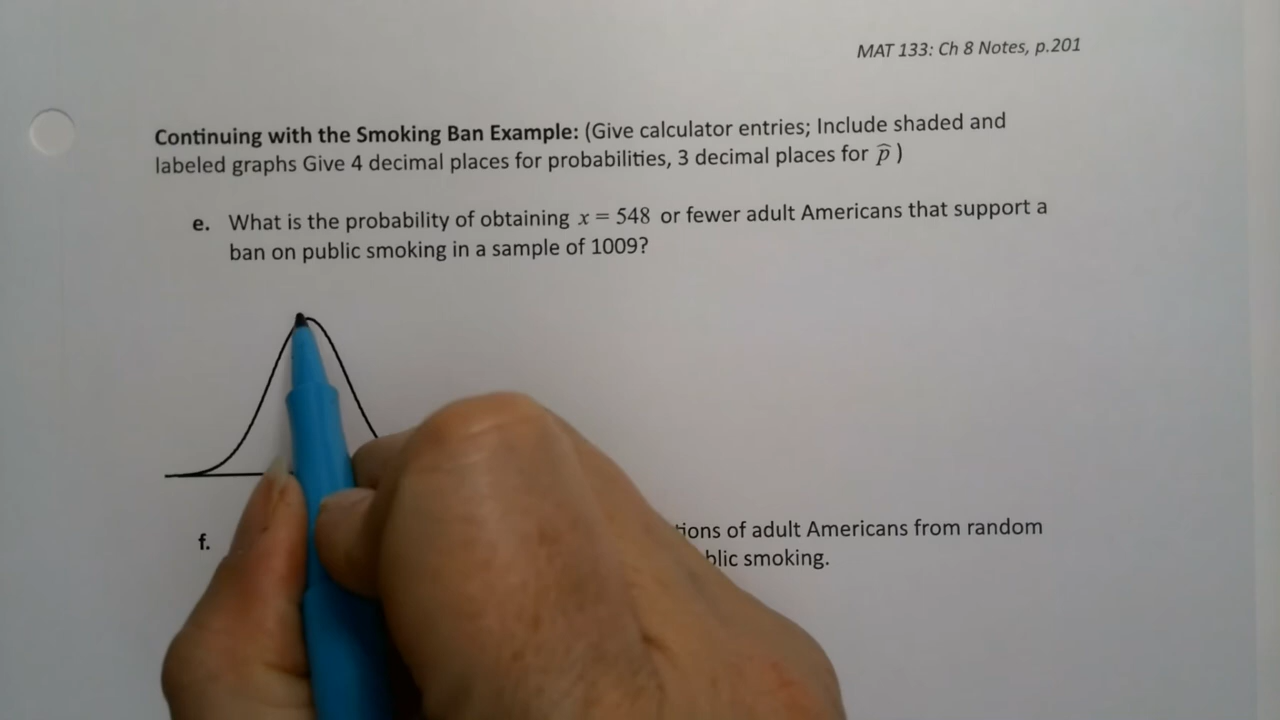 MAT 133: Ch 8 Notes, p.201
Continuing with the Smoking Ban Example: (Give calculator entries; Include shaded and
labeled graphs Give 4 decimal places for probabilities, 3 decimal places for p̂ )
e. What is the probability of obtaining x = 548 or fewer adult Americans that support a
ban on public smoking in a sample of 1009?
f. of adult Americans from random
smoking.